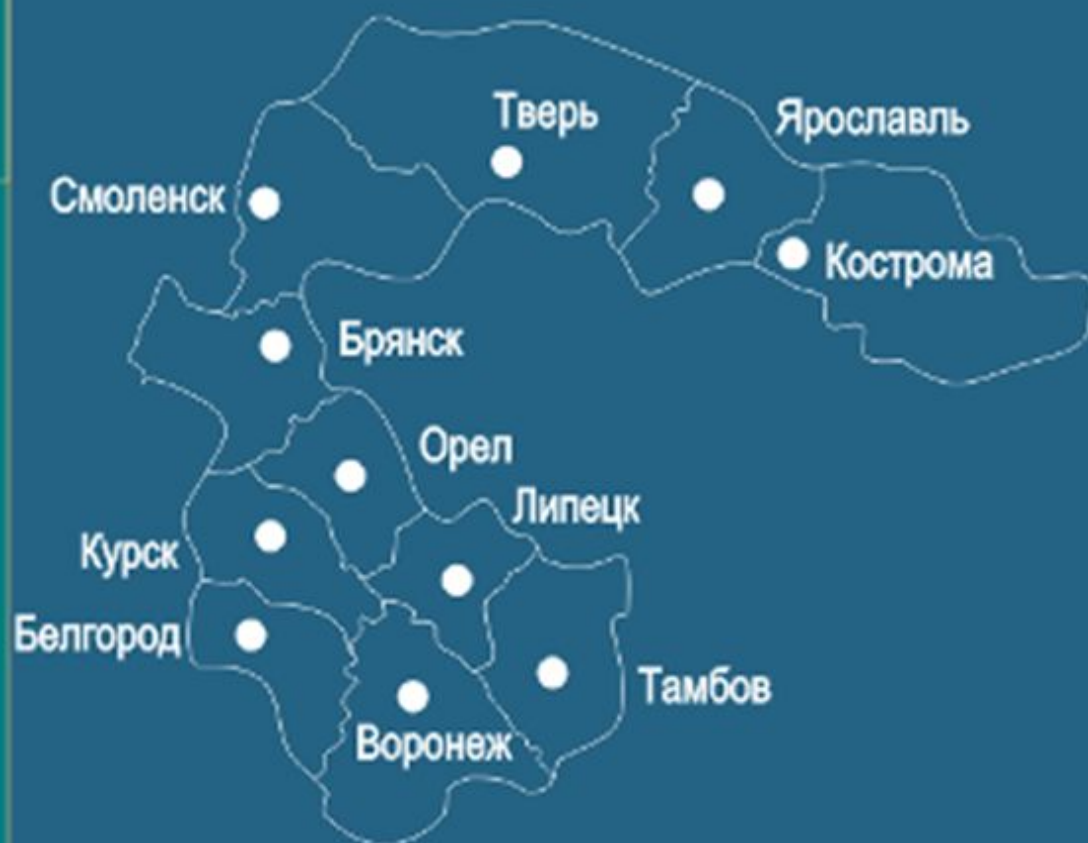 Тверь
Ярославль
Смоленск
Кострома
Брянск
Орел
Липецк
Курск
Белгород
Тамбов
Воронеж